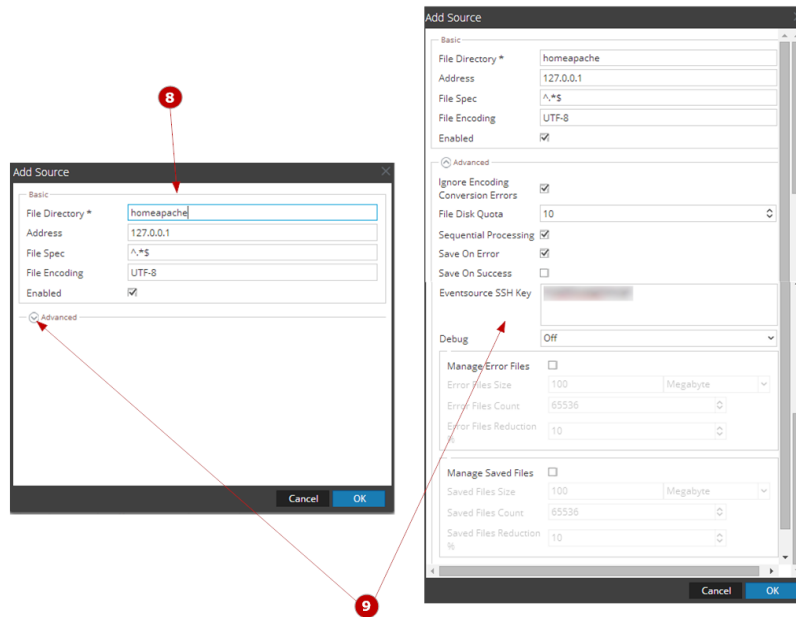 8
Add Source
Basic
File Directory * homeapache
Address 127.0.0.1
File Spec ^.*$
File Encoding UTF-8
Enabled
Advanced
Cancel OK
9
Add Source
Basic
File Directory * homeapache
Address 127.0.0.1
File Spec ^.*$
File Encoding UTF-8
Enabled
Advanced
Ignore Encoding
Conversion Errors
File Disk Quota 10
Sequential Processing
Save On Error
Save On Success
Eventsource SSH Key
Debug Off
Manage Error Files
Error Files Size 100 Megabyte
Error Files Count 65536
Error Files Reduction
% 10
Manage Saved Files
Saved Files Size 100 Megabyte
Saved Files Count 65536
Saved Files Reduction
% 10
Cancel OK